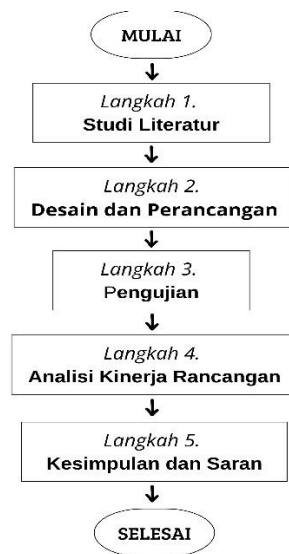 MULAI
Langkah 1.
Studi Literatur
Langkah 2.
Desain dan Perancangan
Langkah 3.
Pengujian
Langkah 4.
Analisi Kinerja Rancangan
Langkah 5.
Kesimpulan dan Saran
SELESAI